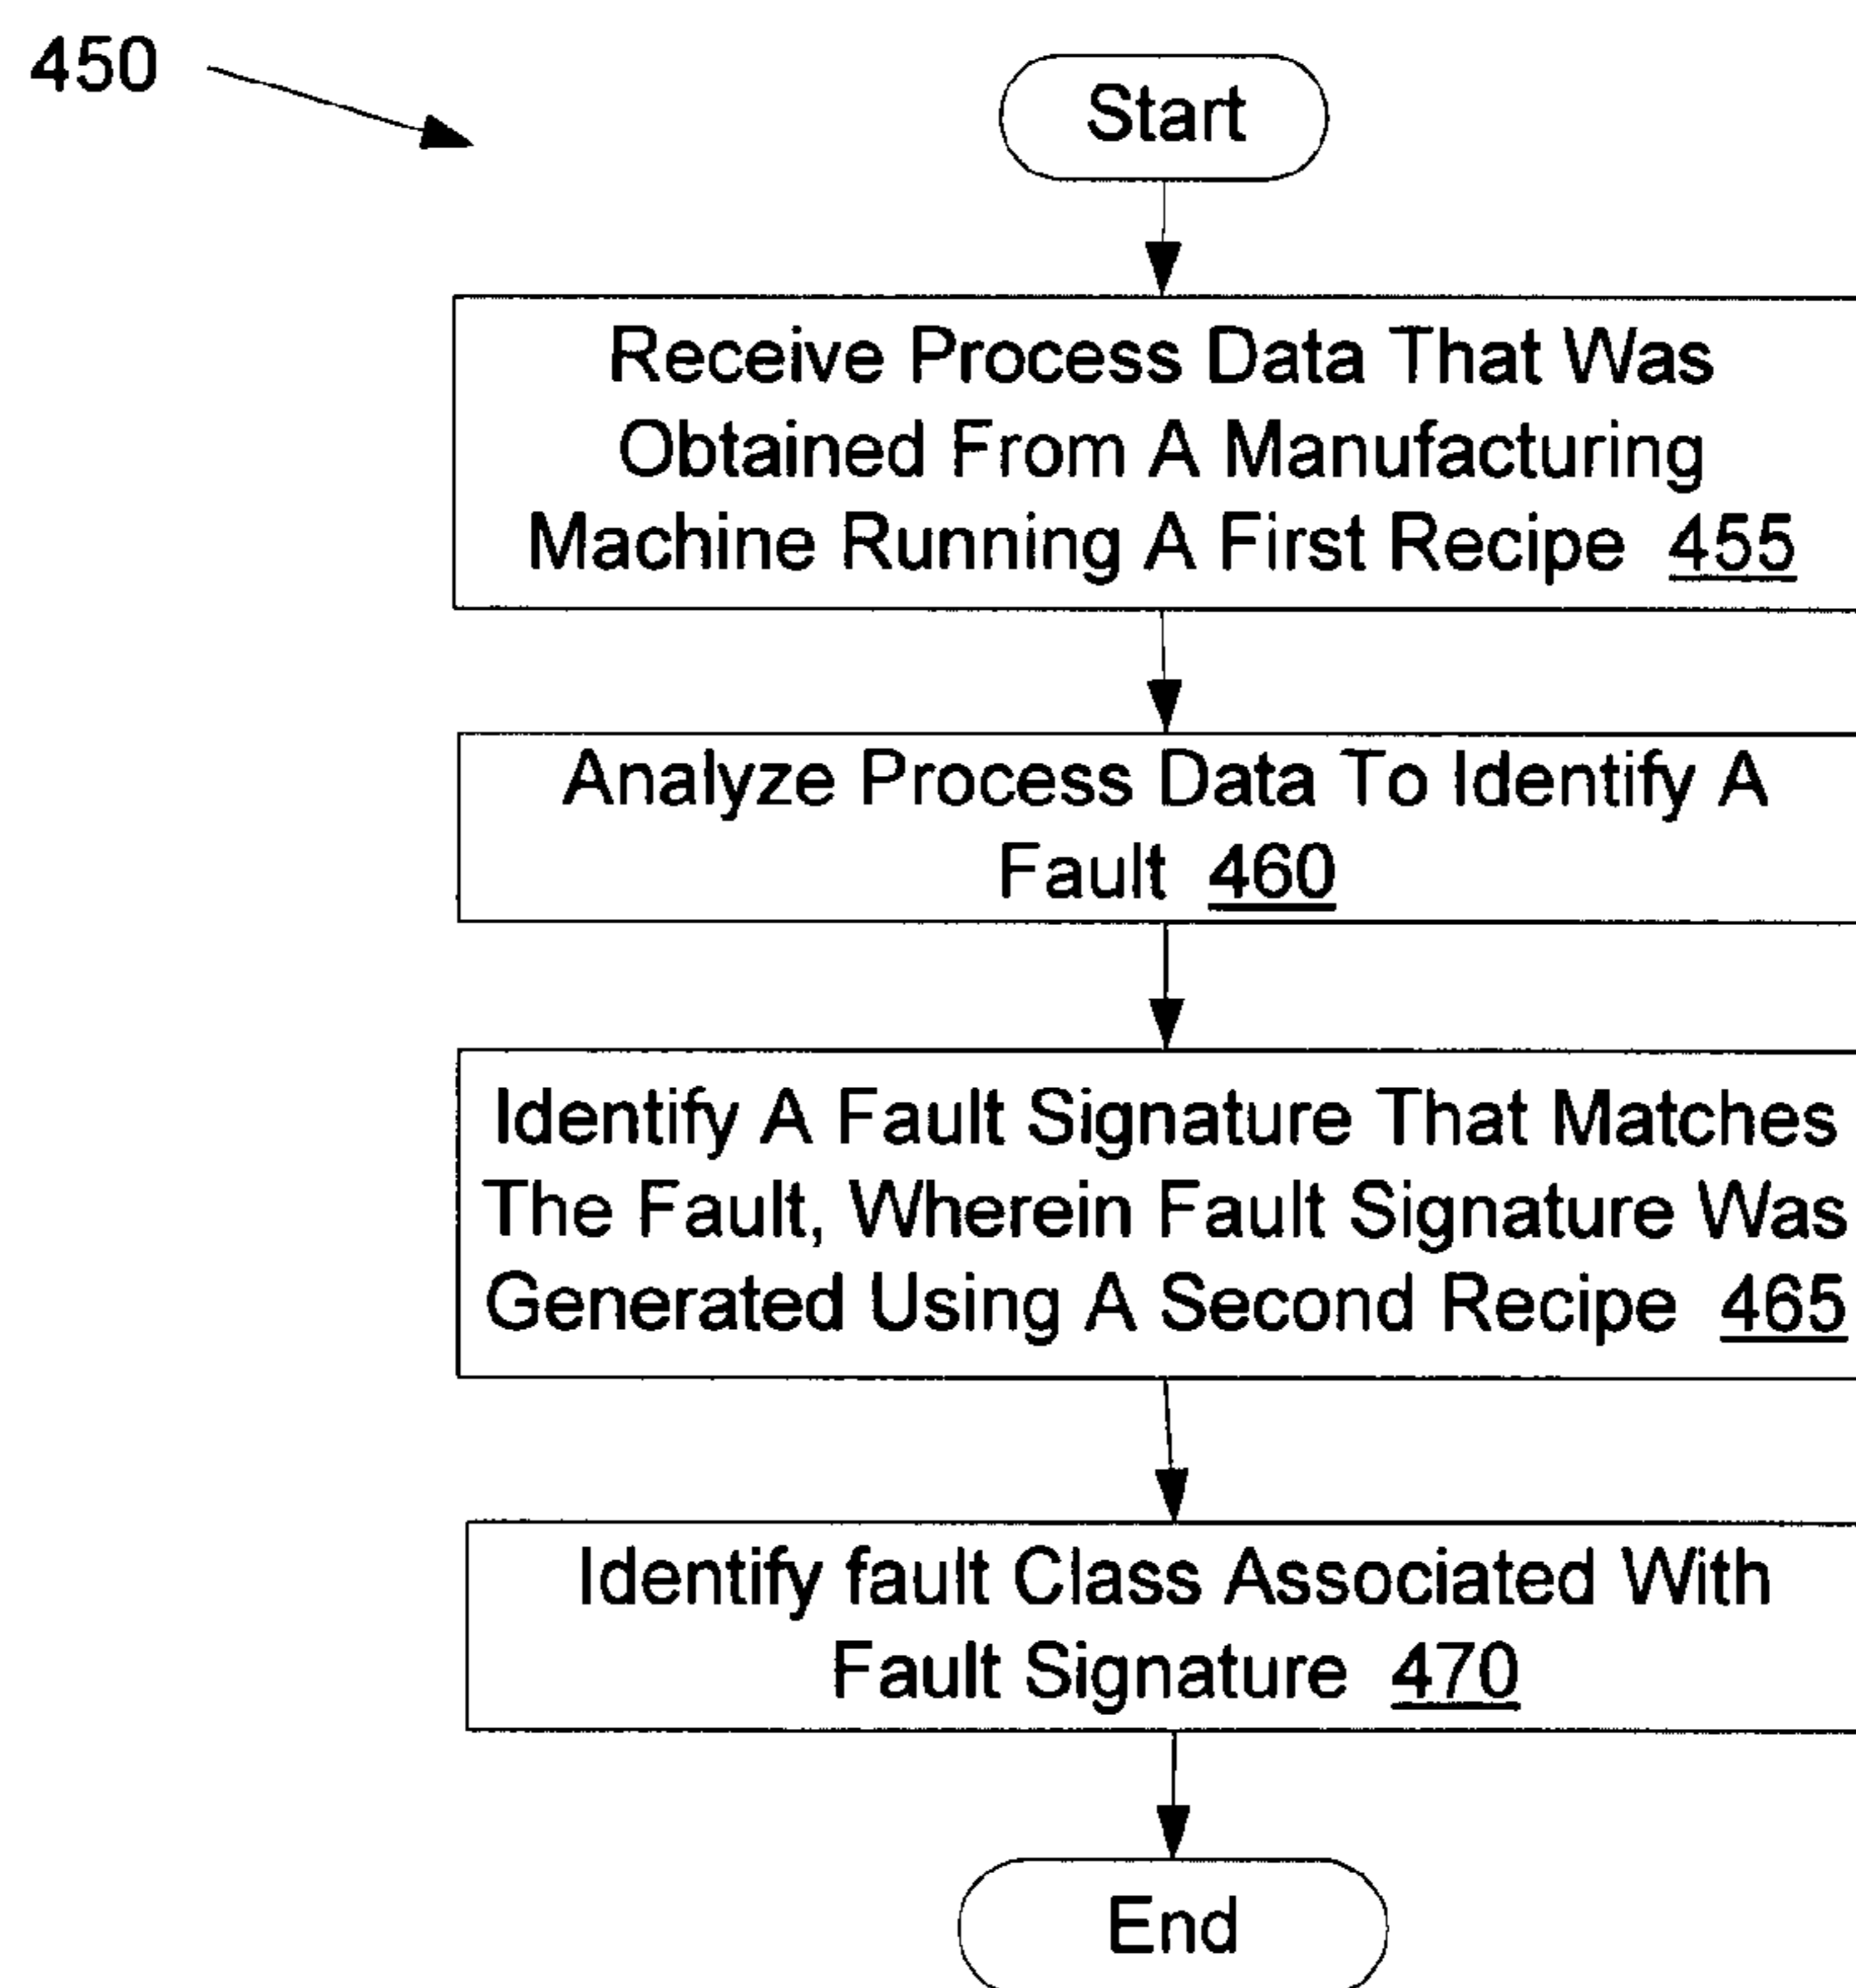 450
Start
Receive Process Data That Was
Obtained From A Manufacturing
Machine Running A First Recipe 455
Analyze Process Data To Identify A
Fault 460
Identify A Fault Signature That Matches
The Fault, Wherein Fault Signature Was
Generated Using A Second Recipe 465
Identify fault Class Associated With
Fault Signature 470
End